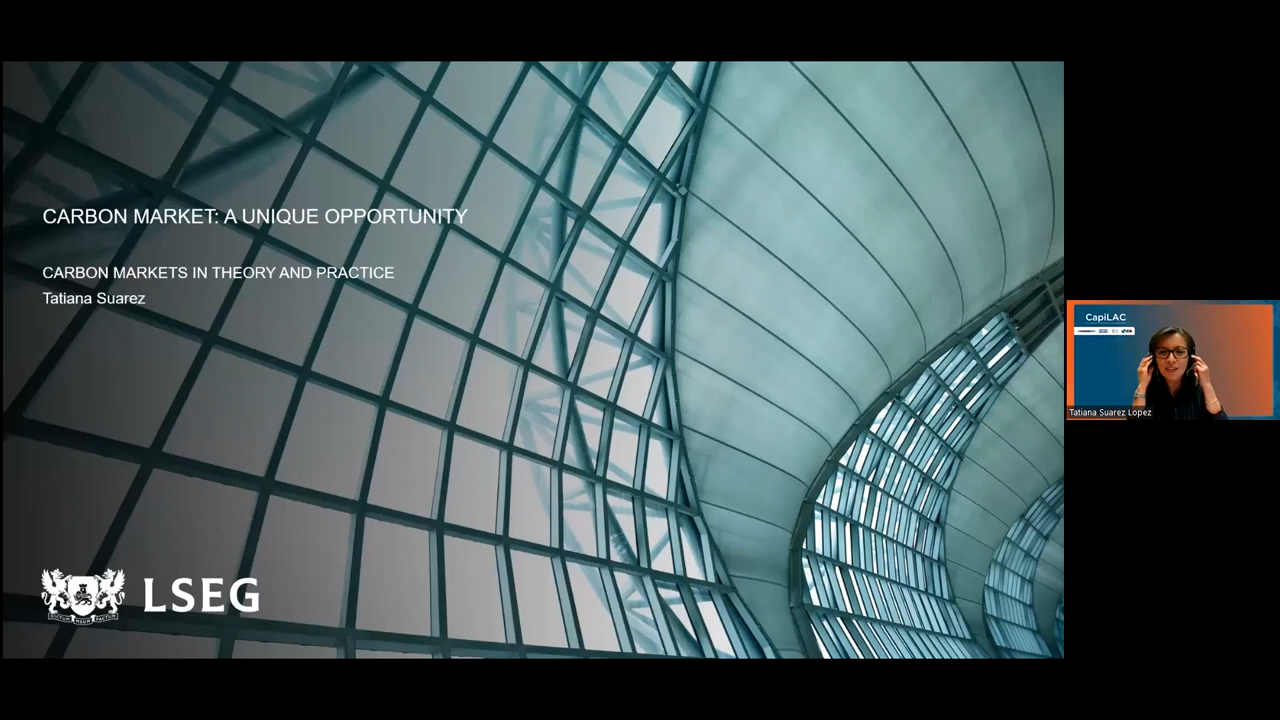 CARBON MARKET: A UNIQUE OPPORTUNITY
CARBON MARKETS IN THEORY AND PRACTICE
Tatiana Suarez
LSEG
CapiLAC
Tatiana Suarez Lopez